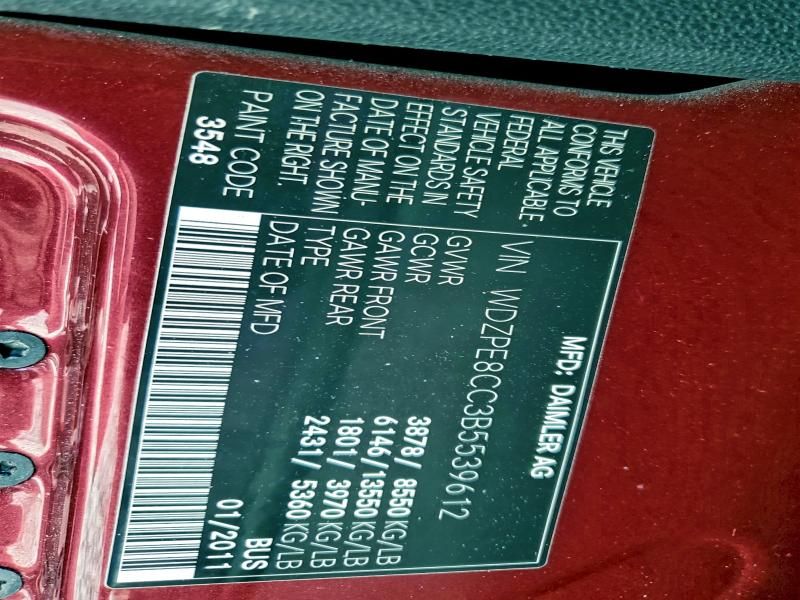 MFD: DAIMLER AG
THIS VEHICLE
CONFORMS TO
ALL APPLICABLE
FEDERAL
VEHICLE SAFETY
STANDARDS IN
EFFECT ON THE
DATE OF MANU-
FACTURE SHOWN
ON THE RIGHT.
PAINT CODE
3548
VIN WDZPE8CC3B5539612
GVWR 3878/ 8550 KG/LB
GCWR 6146/13550 KG/LB
GAWR FRONT 1801/ 3970 KG/LB
GAWR REAR 2431/ 5360 KG/LB
TYPE BUS
DATE OF MFD 01/2011